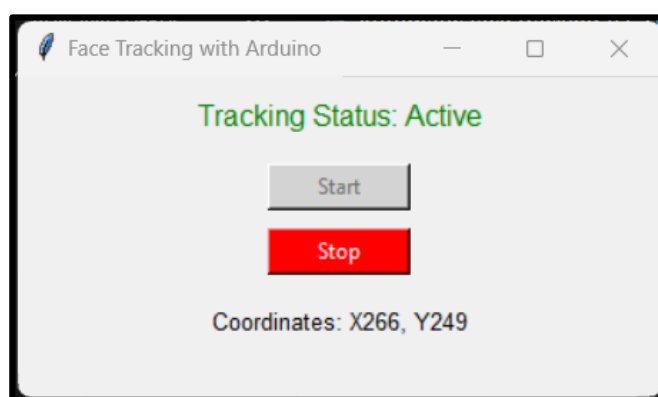 Face Tracking with Arduino
Tracking Status: Active
Start
Stop
Coordinates: X266, Y249